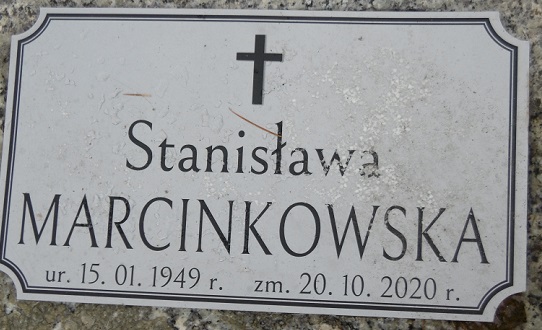 Stanisława
MARCINKOWSKA
ur. 15. 01. 1949 r. zm. 20. 10. 2020 r.